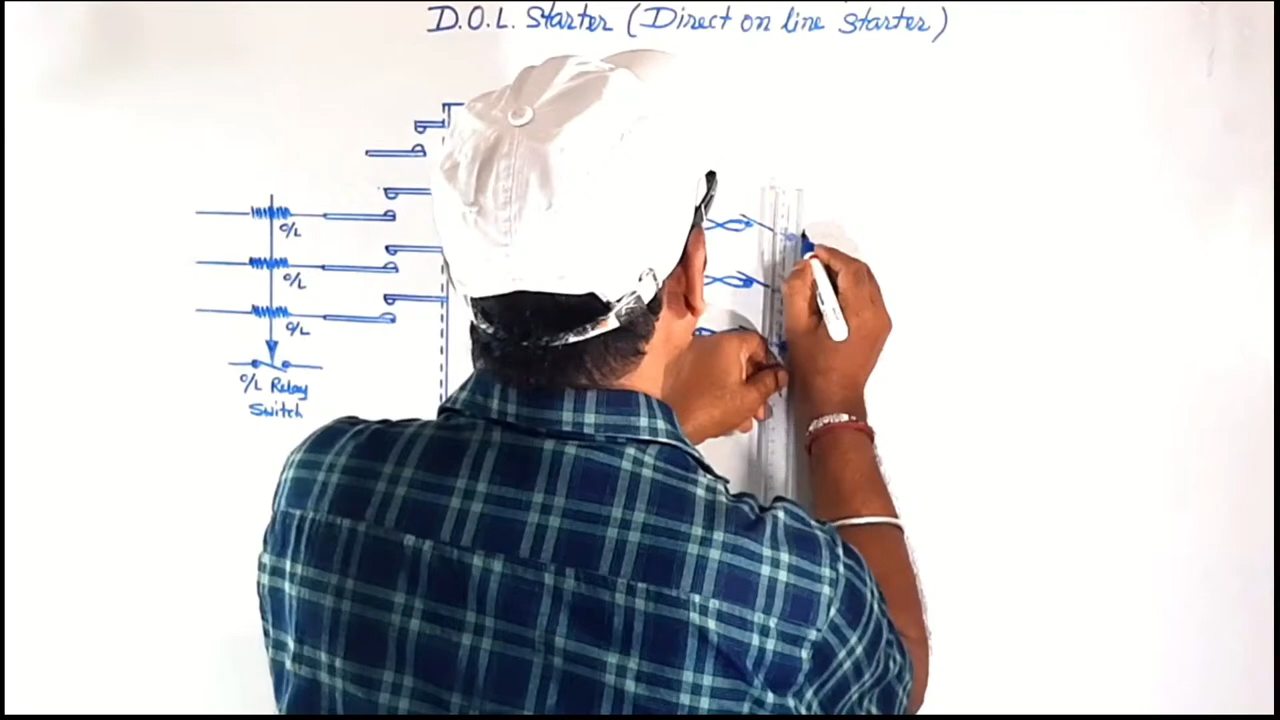 D.O.L. Starter (Direct on line Starter)
O/L
O/L
O/L
O/L Relay
Switch